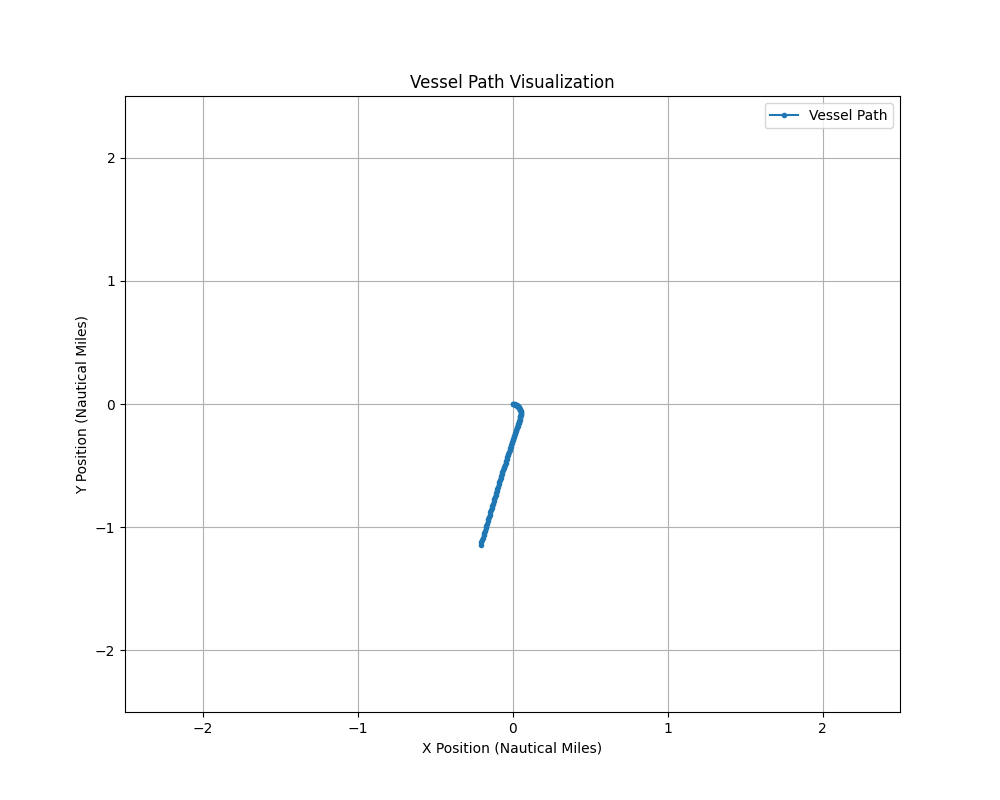 Vessel Path Visualization
Vessel Path
2
1
0
−1
−2
Y Position (Nautical Miles)
−2
−1
0
1
2
X Position (Nautical Miles)